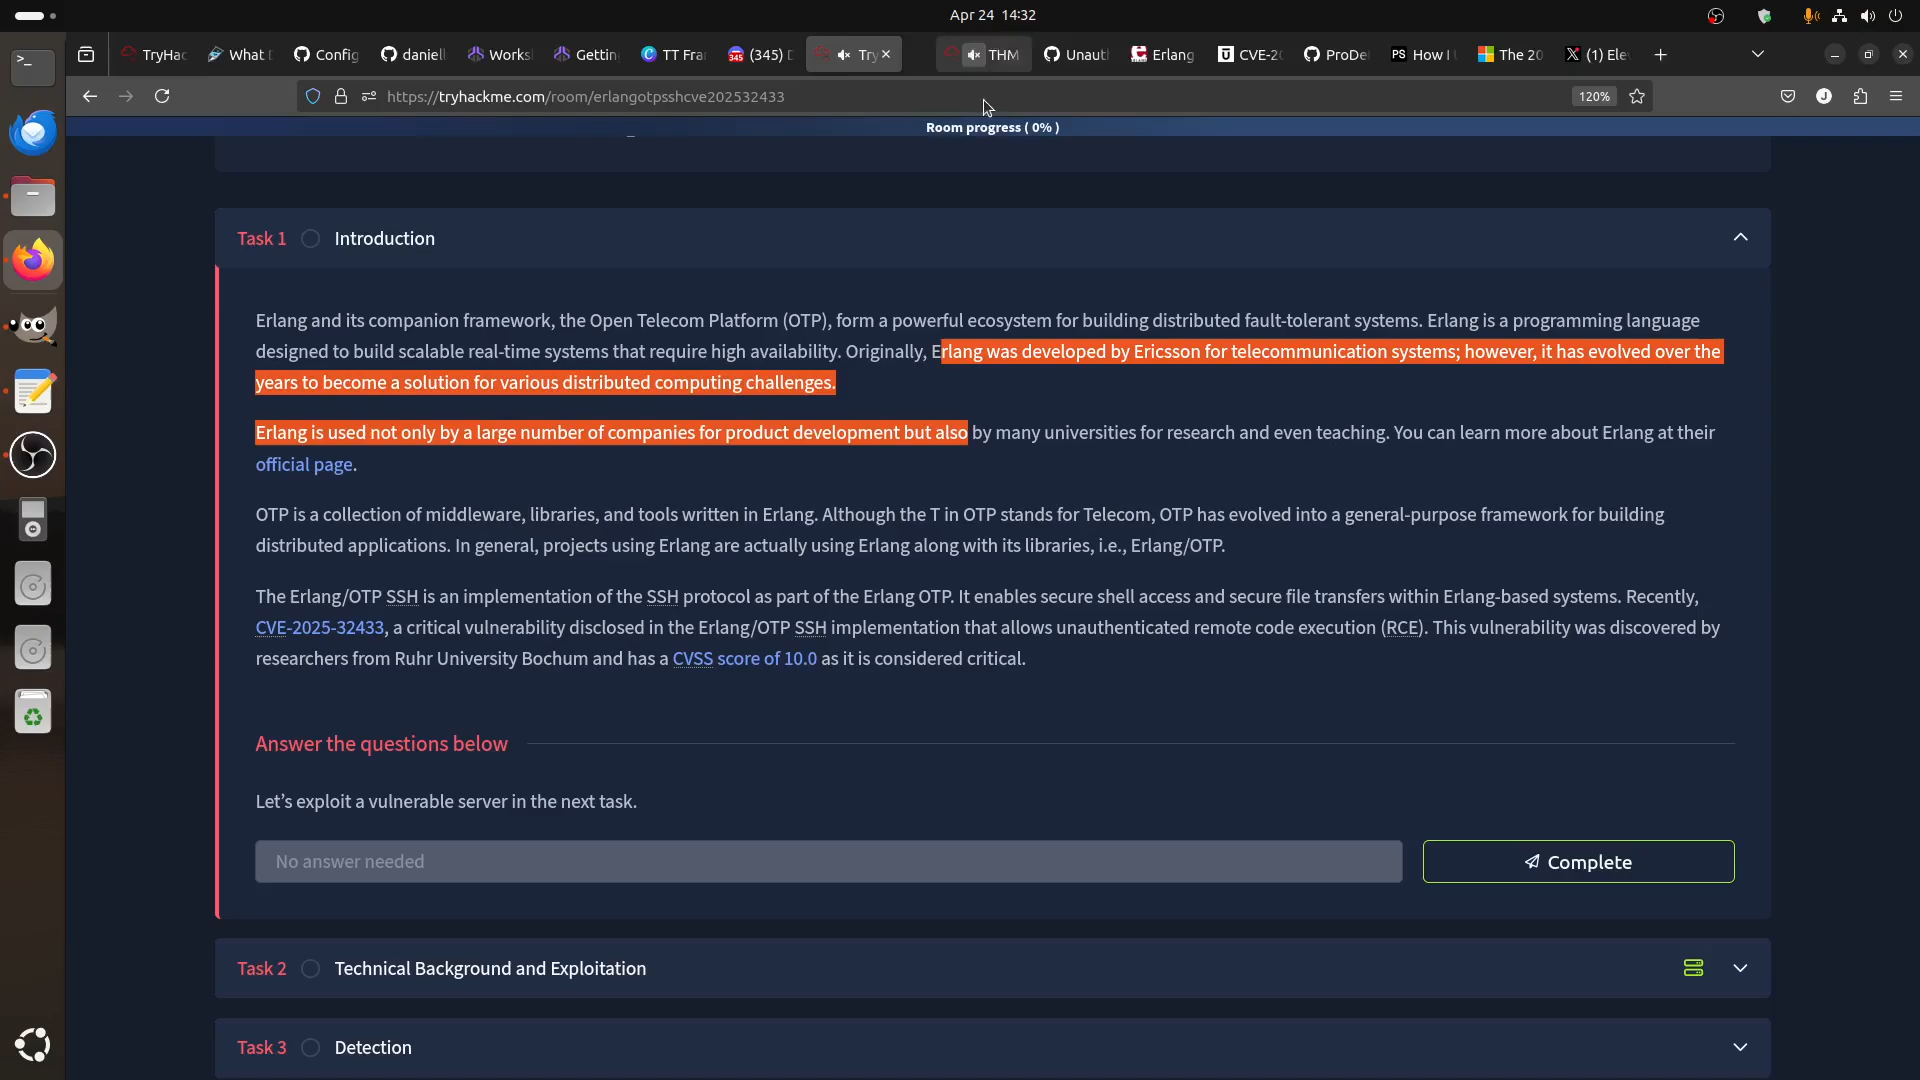 Apr 24 14:32
TryHac
What I
Config
daniell
Works
Getting
TT Fra
(345) D
Try
THM
Unaut
Erlang
CVE-20
ProDe
How I
The 20
(1) Ele
https://tryhackme.com/room/erlangotpsshcve202532433
120%
Room progress ( 0% )
Task 1 Introduction
Erlang and its companion framework, the Open Telecom Platform (OTP), form a powerful ecosystem for building distributed fault-tolerant systems. Erlang is a programming language
designed to build scalable real-time systems that require high availability. Originally, Erlang was developed by Ericsson for telecommunication systems; however, it has evolved over the
years to become a solution for various distributed computing challenges.
Erlang is used not only by a large number of companies for product development but also by many universities for research and even teaching. You can learn more about Erlang at their
official page.
OTP is a collection of middleware, libraries, and tools written in Erlang. Although the T in OTP stands for Telecom, OTP has evolved into a general-purpose framework for building
distributed applications. In general, projects using Erlang are actually using Erlang along with its libraries, i.e., Erlang/OTP.
The Erlang/OTP SSH is an implementation of the SSH protocol as part of the Erlang OTP. It enables secure shell access and secure file transfers within Erlang-based systems. Recently,
CVE-2025-32433, a critical vulnerability disclosed in the Erlang/OTP SSH implementation that allows unauthenticated remote code execution (RCE). This vulnerability was discovered by
researchers from Ruhr University Bochum and has a CVSS score of 10.0 as it is considered critical.
Answer the questions below
Let's exploit a vulnerable server in the next task.
No answer needed
Complete
Task 2 Technical Background and Exploitation
Task 3 Detection